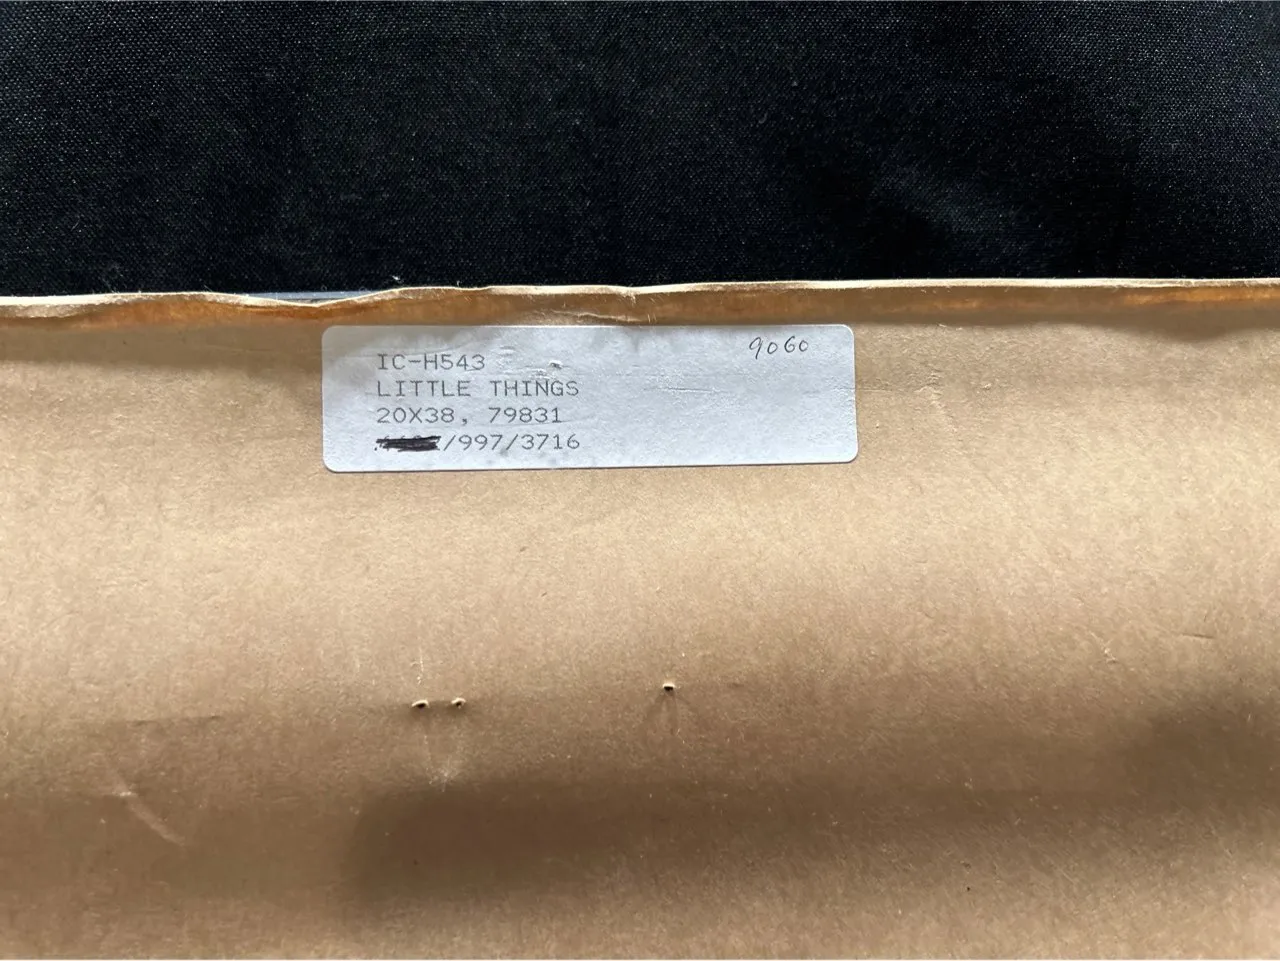 9060
IC-H543
LITTLE THINGS
20X38, 79831
/997/3716